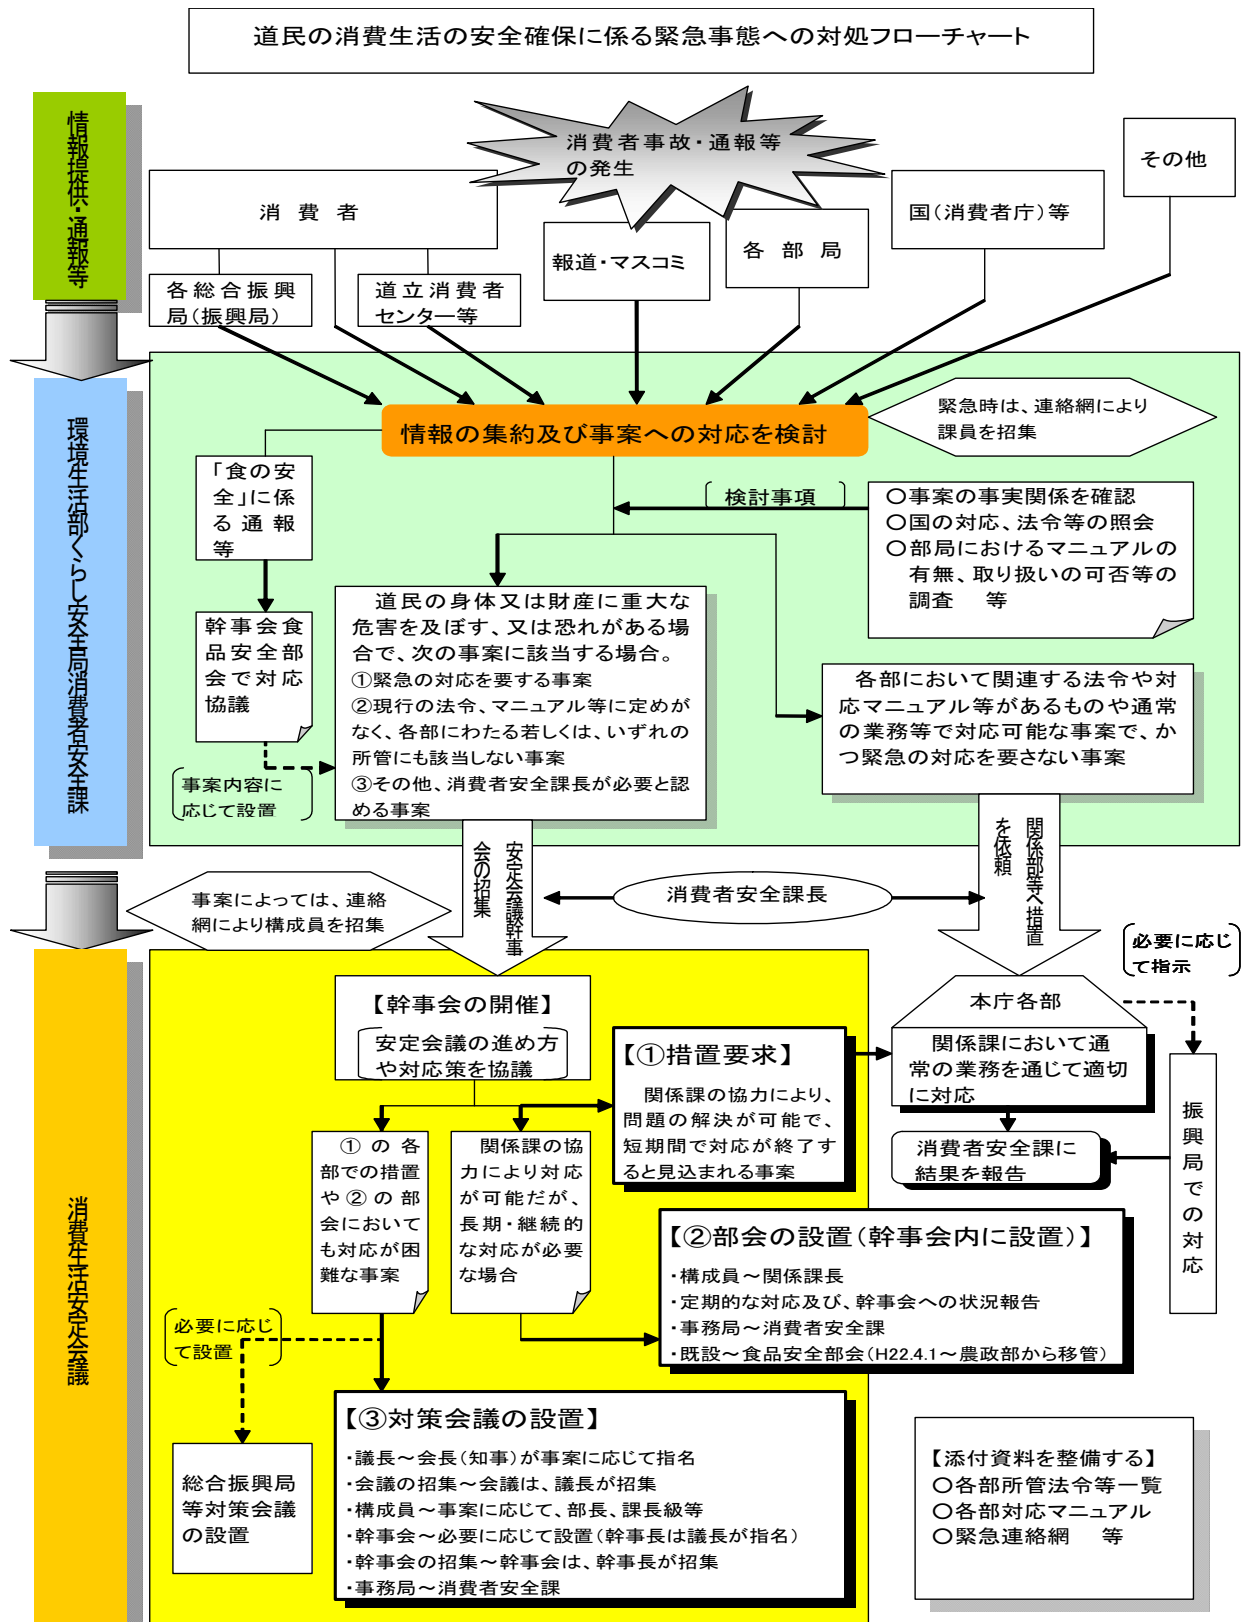 道民の消費生活の安全確保に係る緊急事態への対処フローチャート
情報提供・通報等
消費者事故・通報等
の発生
その他
消費者
国(消費者庁)等
各部局
報道・マスコミ
各総合振興
局(振興局)
道立消費者
センター等
環境生活部くらし安全局消費者安全課
緊急時は、連絡網により
課員を招集
情報の集約及び事案への対応を検討
「食の安
全」に係
る通報
等
検討事項
○事案の事実関係を確認
○国の対応、法令等の照会
○部局におけるマニュアルの
有無、取り扱いの可否等の
調査 等
幹事会食
品安全部
会で対応
協議
道民の身体又は財産に重大な
危害を及ぼす、又は恐れがある場
合で、次の事案に該当する場合。
①緊急の対応を要する事案
②現行の法令、マニュアル等に定めが
なく、各部にわたる若しくは、いずれの
所管にも該当しない事案
③その他、消費者安全課長が必要と認
める事案
各部において関連する法令や対
応マニュアル等があるものや通常
の業務等で対応可能な事案で、か
つ緊急の対応を要さない事案
事案内容に
応じて設置
安定会議幹事
会の招集
関係部等へ措置
を依頼
消費者安全課長
事案によっては、連絡
網により構成員を招集
必要に応じ
て指示
消費生活安定会議
【幹事会の開催】
安定会議の進め方
や対応策を協議
本庁各部
関係課において通
常の業務を通じて適切
に対応
【①措置要求】
関係課の協力により、
問題の解決が可能で、
短期間で対応が終了す
ると見込まれる事案
振興局での対応
消費者安全課に
結果を報告
①の各
部での措置
や②の部
会において
も対応が困
難な事案
関係課の協
力により対応
が可能だが、
長期・継続的
な対応が必要
な場合
【②部会の設置(幹事会内に設置)】
・構成員～関係課長
・定期的な対応及び、幹事会への状況報告
・事務局～消費者安全課
・既設～食品安全部会(H22.4.1～農政部から移管)
必要に応じ
て設置
【③対策会議の設置】
・議長～会長(知事)が事案に応じて指名
・会議の招集～会議は、議長が招集
・構成員～事案に応じて、部長、課長級等
・幹事会～必要に応じて設置(幹事長は議長が指名)
・幹事会の招集～幹事会は、幹事長が招集
・事務局～消費者安全課
総合振興局
等対策会議
の設置
【添付資料を整備する】
○各部所管法令等一覧
○各部対応マニュアル
○緊急連絡網 等